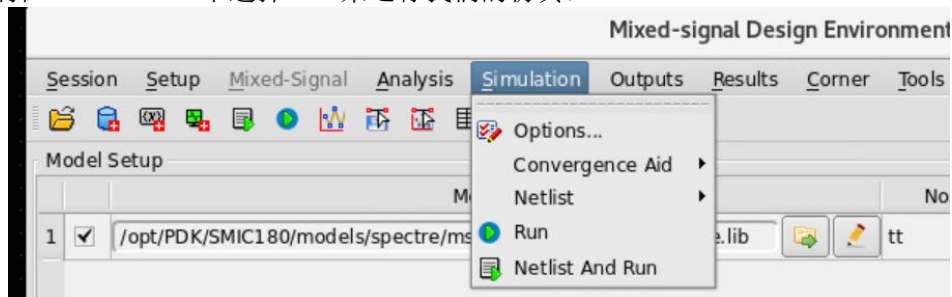 Mixed-signal Design Environment
Session Setup Mixed-Signal Analysis Simulation Outputs Results Corner Tools
Options...
Model Setup
Convergence Aid
Netlist
No
1 /opt/PDK/SMIC180/models/spectre/ms e.lib tt
Run
Netlist And Run